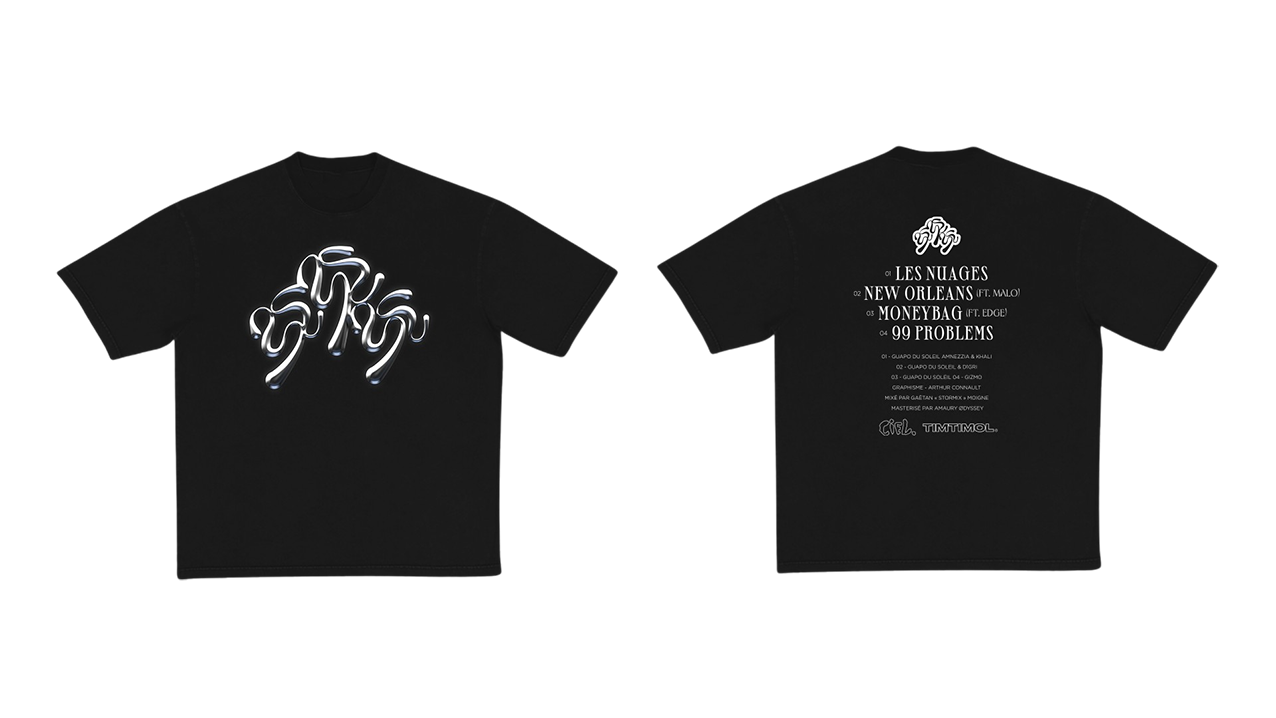 01 LES NUAGES
02 NEW ORLEANS (FT. MALO)
03 MONEYBAG (FT. EDGE)
04 99 PROBLEMS
01 - GUAPO DU SOLEIL AMNEZZIA & KHALI
02 - GUAPO DU SOLEIL & D1GRI
03 - GUAPO DU SOLEIL 04 - GIZMO
GRAPHISME - ARTHUR CONNAULT
MIXÉ PAR GAËTAN « STORMIX » MOIGNE
MASTERISÉ PAR AMAURY ØDYSSEY
CIEL. TIMTIMOL®